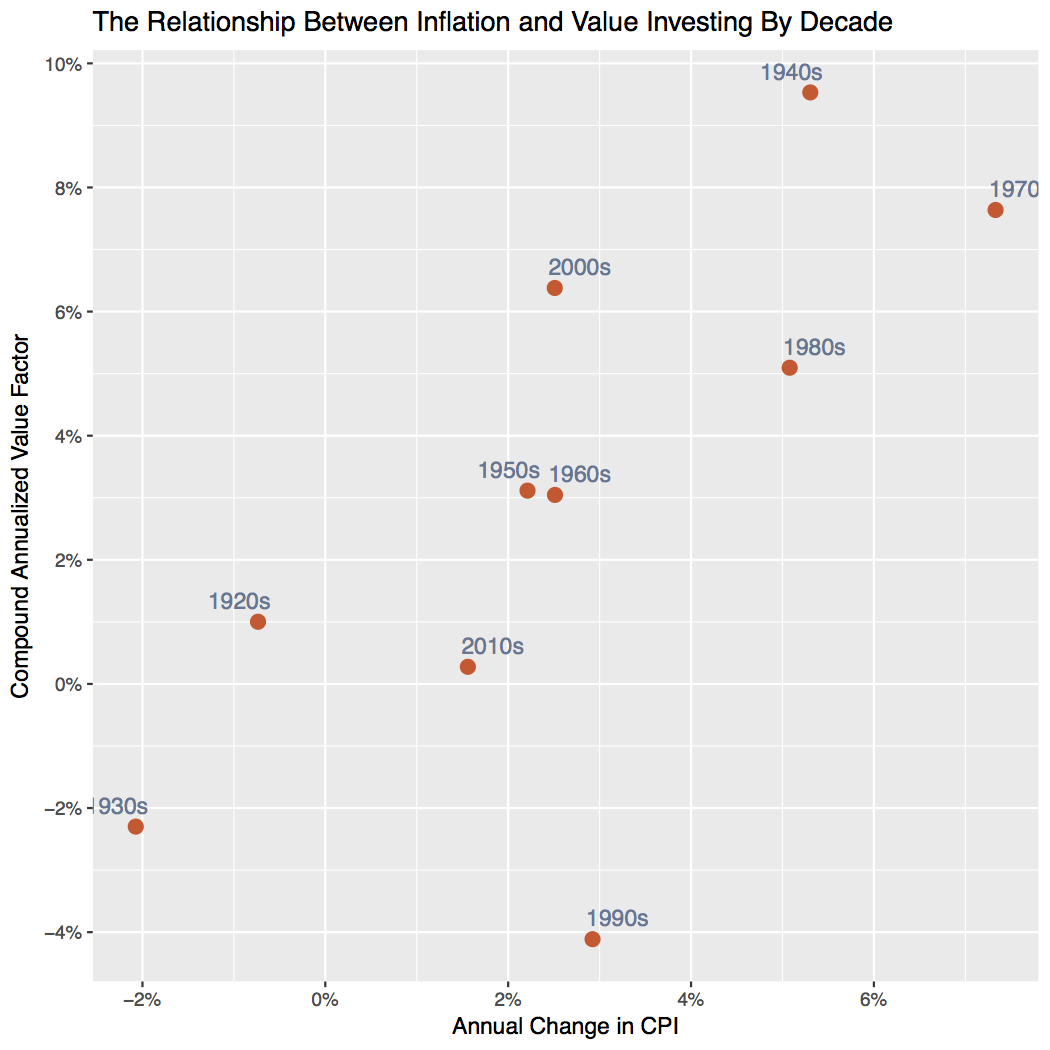 The Relationship Between Inflation and Value Investing By Decade
10%
8%
6%
4%
2%
0%
−2%
−4%
Compound Annualized Value Factor
1940s
1970
2000s
1980s
1950s
1960s
1920s
2010s
930s
1990s
−2%
0%
2%
4%
6%
Annual Change in CPI